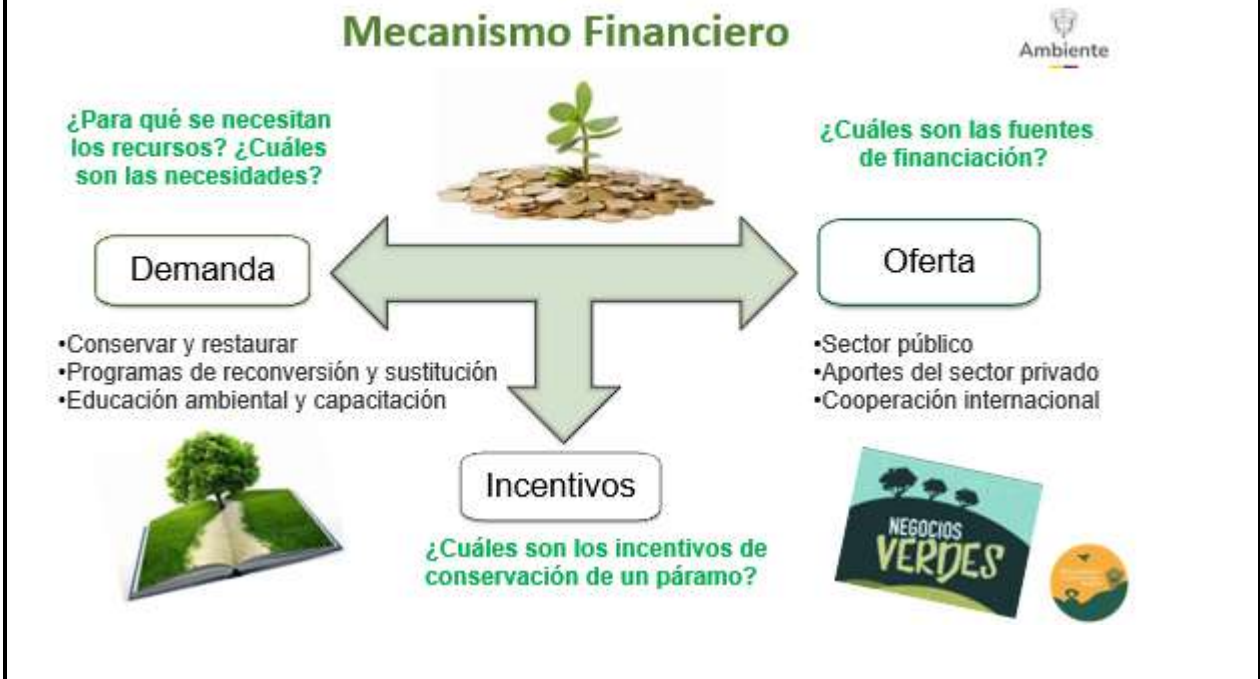 Mecanismo Financiero
Ambiente
¿Para qué se necesitan
los recursos? ¿Cuáles
son las necesidades?
¿Cuáles son las fuentes
de financiación?
Demanda
Oferta
•Conservar y restaurar
•Programas de reconversión y sustitución
•Educación ambiental y capacitación
•Sector público
•Aportes del sector privado
•Cooperación internacional
Incentivos
¿Cuáles son los incentivos de
conservación de un páramo?
NEGOCIOS
VERDES